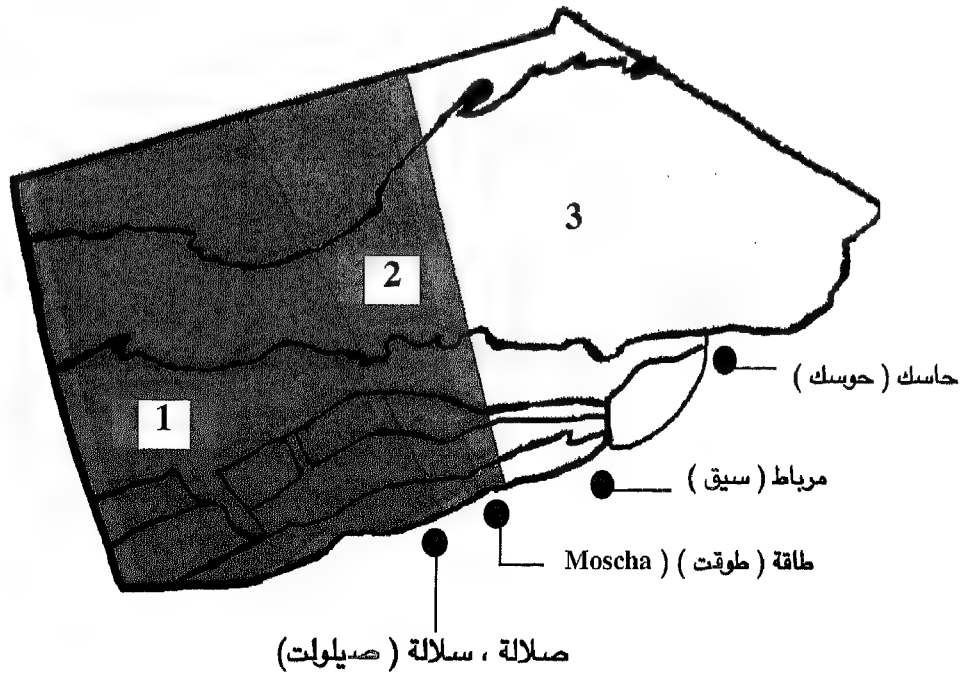 3
2
1
حاسك ( حوسك )
مرباط ( سيق )
طاقة ( طوقت ) ( Moscha
صلالة ، سلالة ( صيلولت )